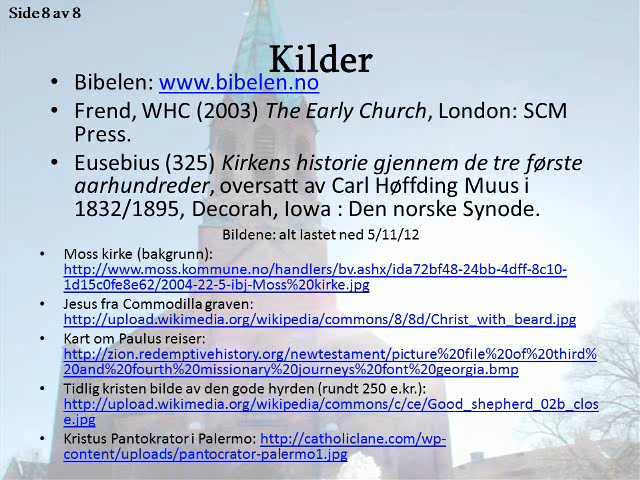 Side 8 av 8
Kilder
• Bibelen: www.bibelen.no
• Frend, WHC (2003) The Early Church, London: SCM
Press.
• Eusebius (325) Kirkens historie gjennem de tre første
aarhundreder, oversatt av Carl Høffding Muus i
1832/1895, Decorah, Iowa : Den norske Synode.
Bildene: alt lastet ned 5/11/12
• Moss kirke (bakgrunn):
http://www.moss.kommune.no/handlers/bv.ashx/ida72bf48-24bb-4dff-8c10-
1d15c0fe8e62/2004-22-5-ibj-Moss%20kirke.jpg
• Jesus fra Commodilla graven:
http://upload.wikimedia.org/wikipedia/commons/8/8d/Christ_with_beard.jpg
• Kart om Paulus reiser:
http://zion.redemptivehistory.org/newtestament/picture%20file%20of%20third%
20and%20fourth%20missionary%20journeys%20font%20georgia.bmp
• Tidlig kristen bilde av den gode hyrden (rundt 250 e.kr.):
http://upload.wikimedia.org/wikipedia/commons/c/ce/Good_shepherd_02b_clos
e.jpg
• Kristus Pantokrator i Palermo: http://catholiclane.com/wp-
content/uploads/pantocrator-palermo1.jpg